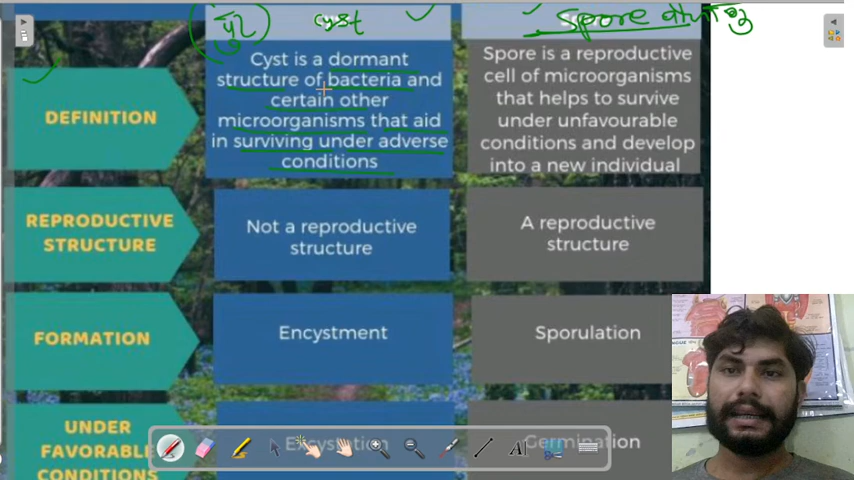 cyst
Spore
Cyst is a dormant
structure of bacteria and
certain other
microorganisms that aid
in surviving under adverse
conditions
Spore is a reproductive
cell of microorganisms
that helps to survive
under unfavourable
conditions and develop
into a new individual
DEFINITION
REPRODUCTIVE
STRUCTURE
Not a reproductive
structure
A reproductive
structure
FORMATION
Encystment
Sporulation
UNDER
FAVORABLE
CONDITIONS
Excystation
Germination